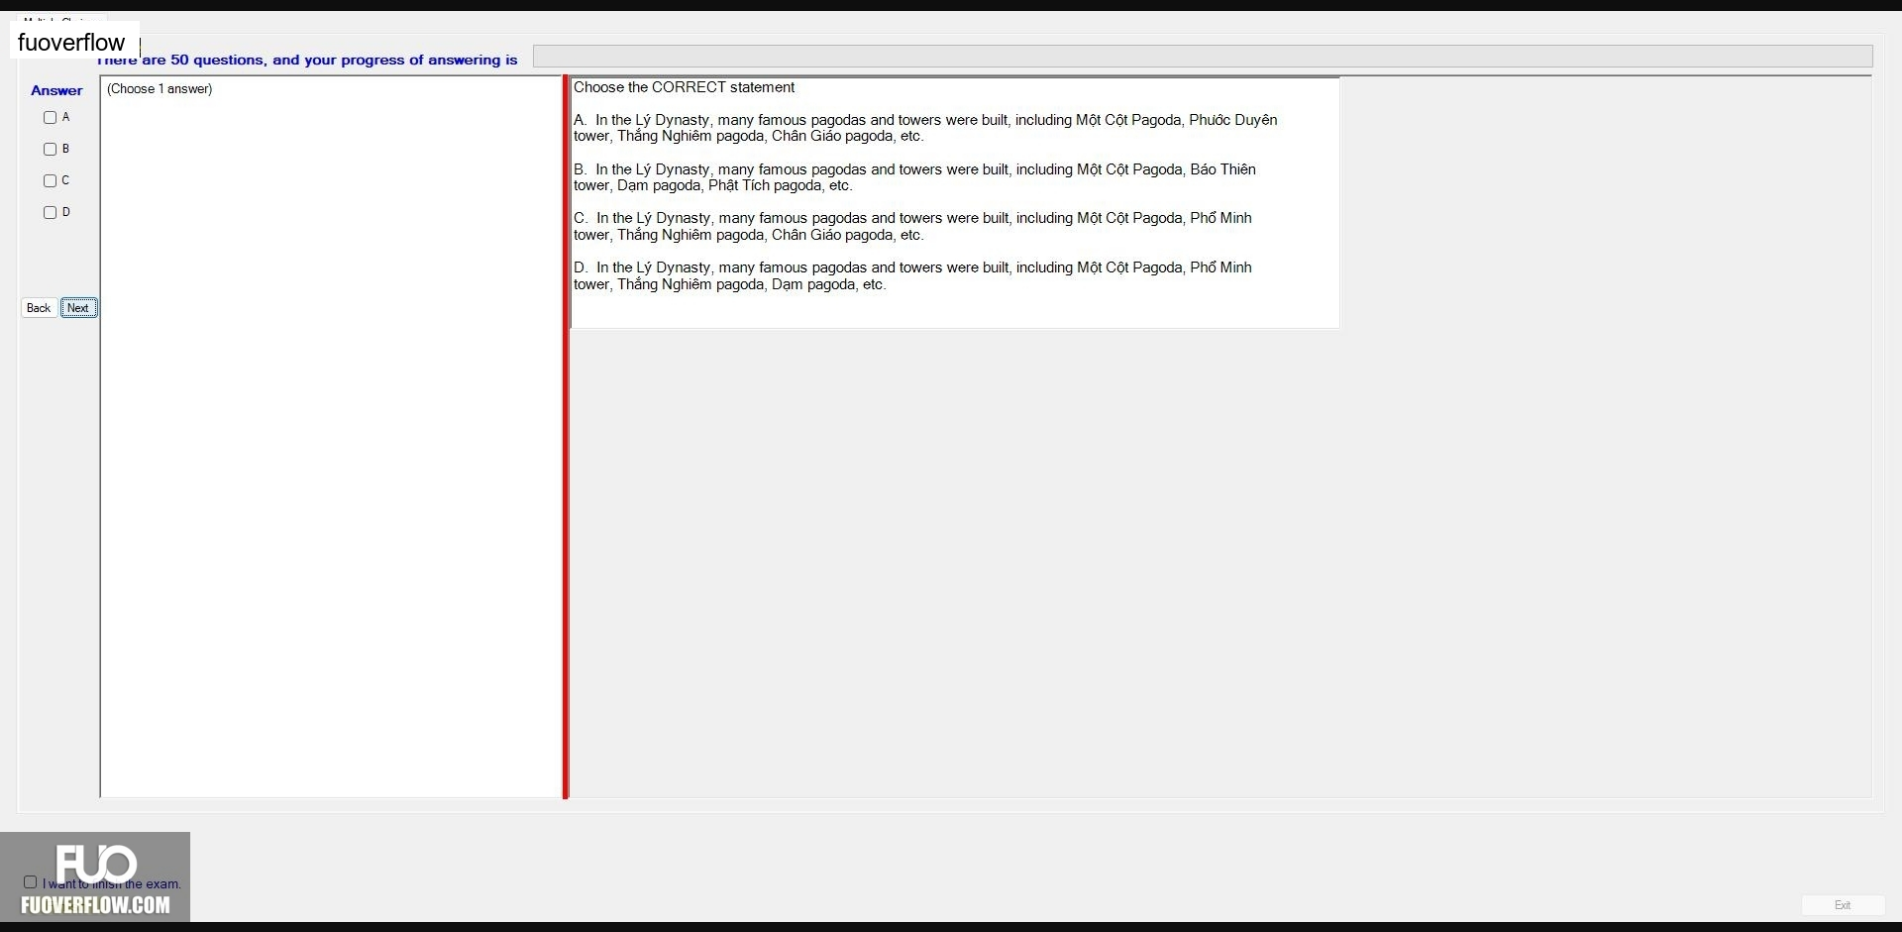 fuoverflow
There are 50 questions, and your progress of answering is
Answer
A
B
C
D
Back
Next
(Choose 1 answer)
Choose the CORRECT statement
A. In the Lý Dynasty, many famous pagodas and towers were built, including Một Cột Pagoda, Phước Duyên
tower, Thắng Nghiêm pagoda, Chân Giáo pagoda, etc.
B. In the Lý Dynasty, many famous pagodas and towers were built, including Một Cột Pagoda, Báo Thiên
tower, Dạm pagoda, Phật Tích pagoda, etc.
C. In the Lý Dynasty, many famous pagodas and towers were built, including Một Cột Pagoda, Phổ Minh
tower, Thắng Nghiêm pagoda, Chân Giáo pagoda, etc.
D. In the Lý Dynasty, many famous pagodas and towers were built, including Một Cột Pagoda, Phổ Minh
tower, Thắng Nghiêm pagoda, Dạm pagoda, etc.
FUO
I want to finish the exam.
FUOVERFLOW.COM
Exit